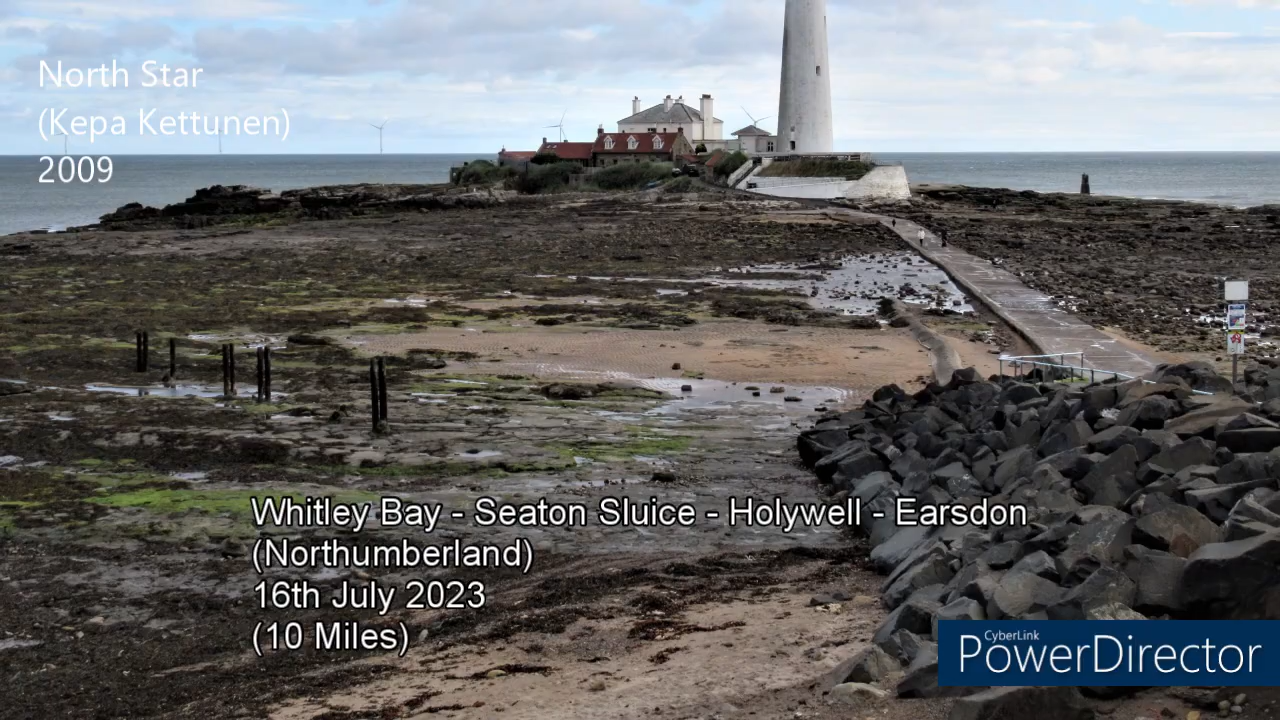 North Star
(Kepa Kettunen)
2009
Whitley Bay - Seaton Sluice - Holywell - Earsdon
(Northumberland)
16th July 2023
(10 Miles)
CyberLink
PowerDirector